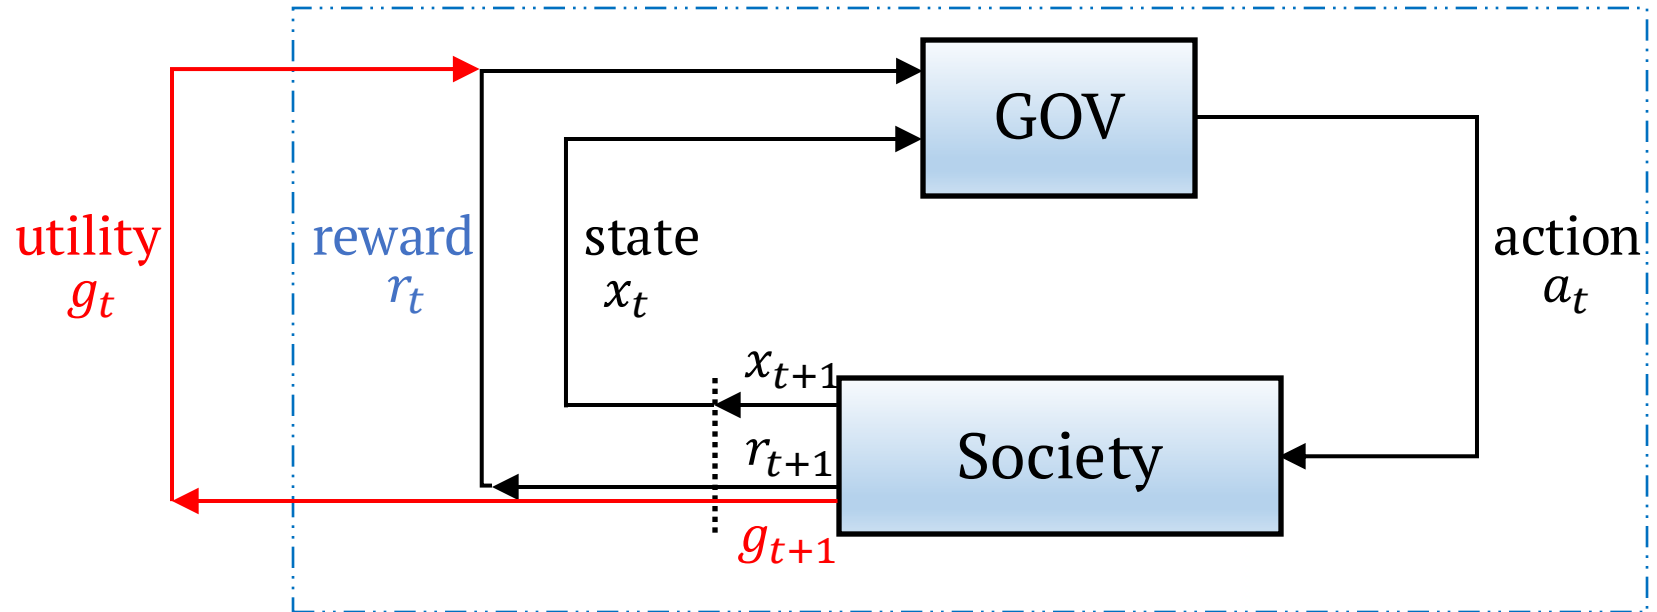 GOV
utility
g_t
reward
r_t
state
x_t
action
a_t
x_{t+1}
r_{t+1}
Society
g_{t+1}